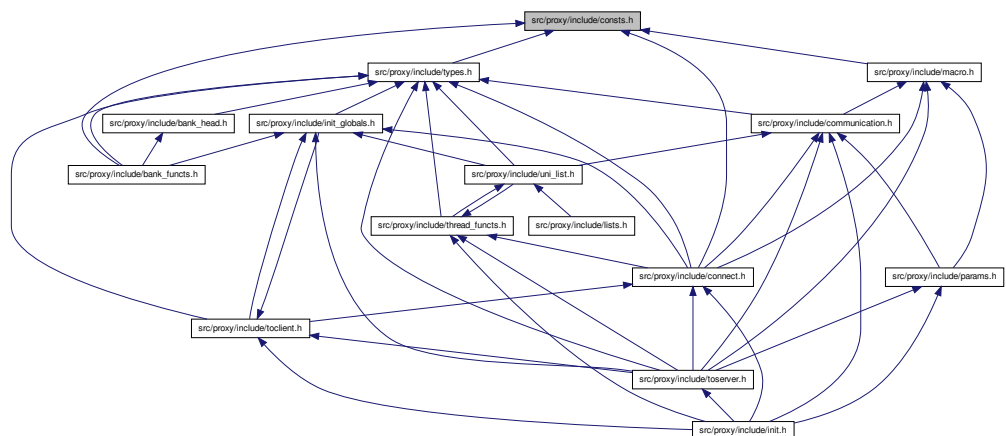 src/proxy/include/consts.h
src/proxy/include/types.h
src/proxy/include/macro.h
src/proxy/include/bank_head.h
src/proxy/include/init_globals.h
src/proxy/include/communication.h
src/proxy/include/bank_functs.h
src/proxy/include/uni_list.h
src/proxy/include/thread_functs.h
src/proxy/include/lists.h
src/proxy/include/connect.h
src/proxy/include/params.h
src/proxy/include/toclient.h
src/proxy/include/toserver.h
src/proxy/include/init.h